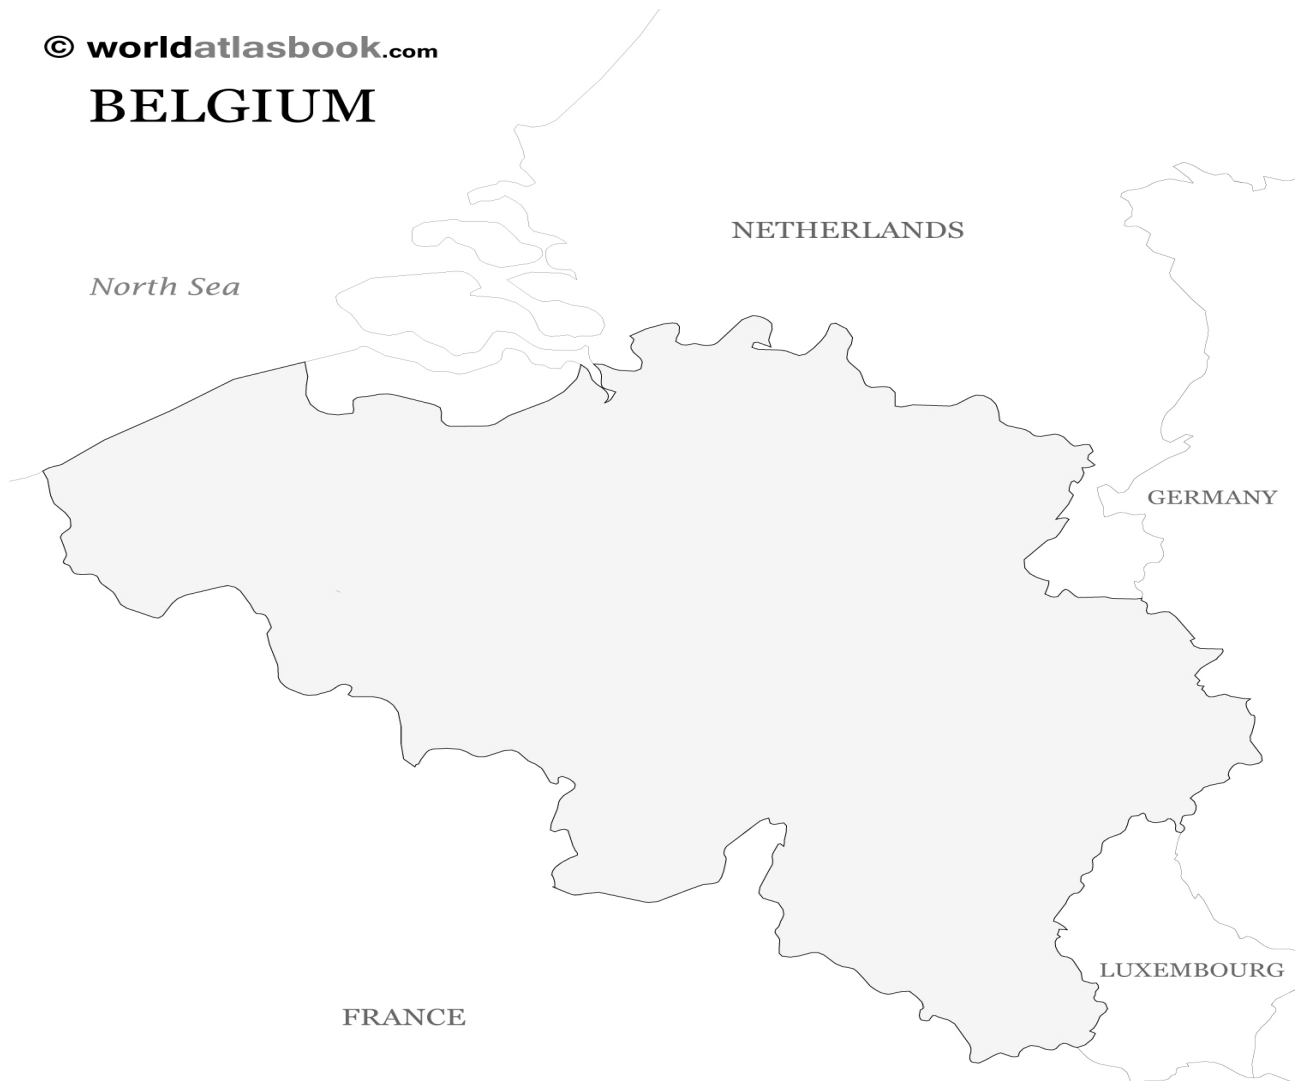 © worldatlasbook.com
BELGIUM
NETHERLANDS
North Sea
GERMANY
LUXEMBOURG
FRANCE